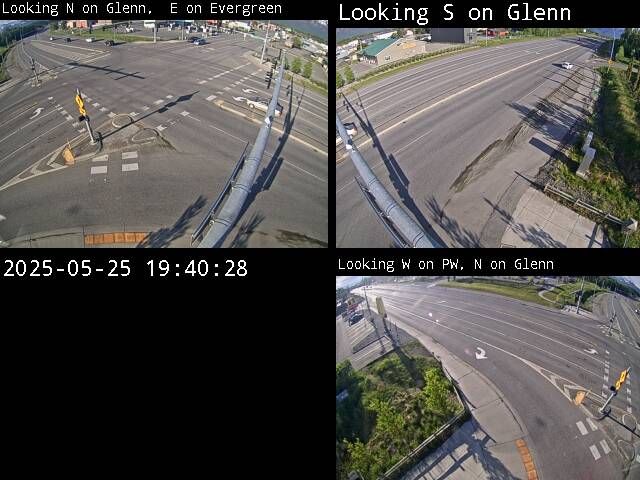 Looking N on Glenn,  E on Evergreen
Looking S on Glenn
2025-05-25 19:40:28
Looking W on PW, N on Glenn